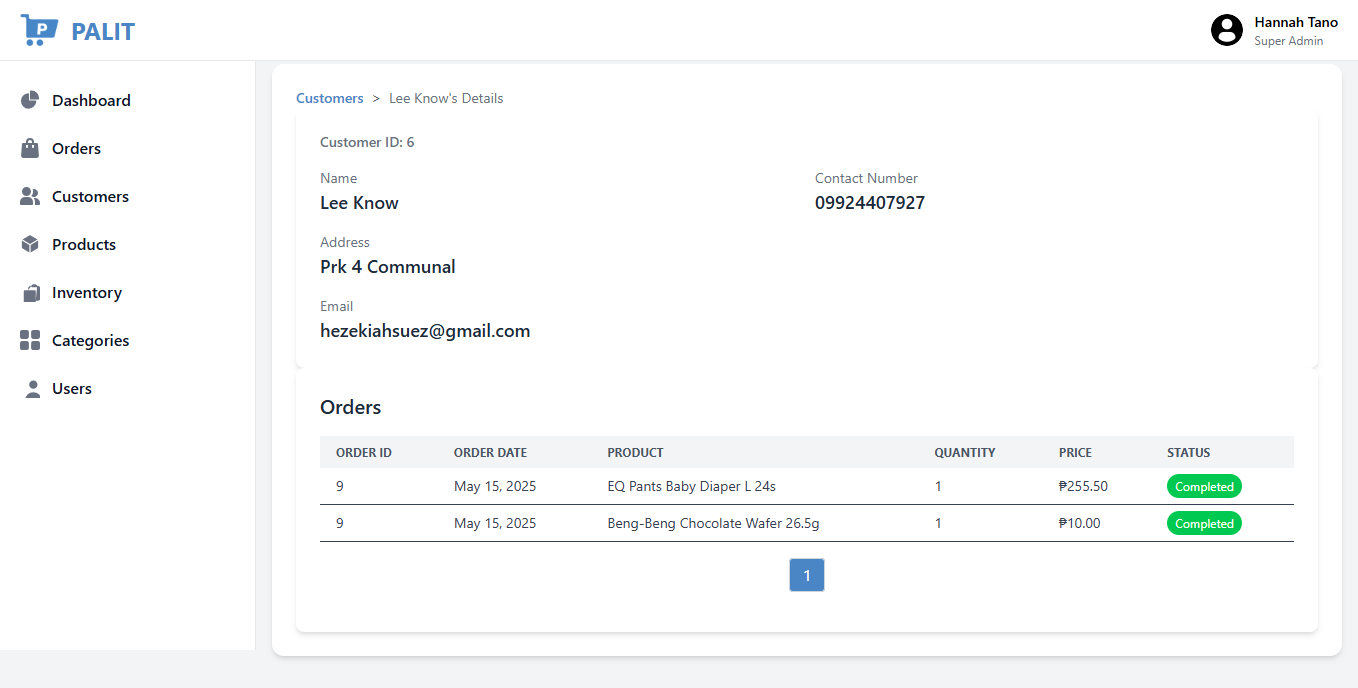 P PALIT
Hannah Tano
Super Admin
Dashboard
Orders
Customers
Products
Inventory
Categories
Users
Customers > Lee Know's Details
Customer ID: 6
Name
Lee Know
Contact Number
09924407927
Address
Prk 4 Communal
Email
hezekiahsuez@gmail.com
Orders
ORDER ID ORDER DATE PRODUCT QUANTITY PRICE STATUS
9 May 15, 2025 EQ Pants Baby Diaper L 24s 1 ₱255.50 Completed
9 May 15, 2025 Beng-Beng Chocolate Wafer 26.5g 1 ₱10.00 Completed
1